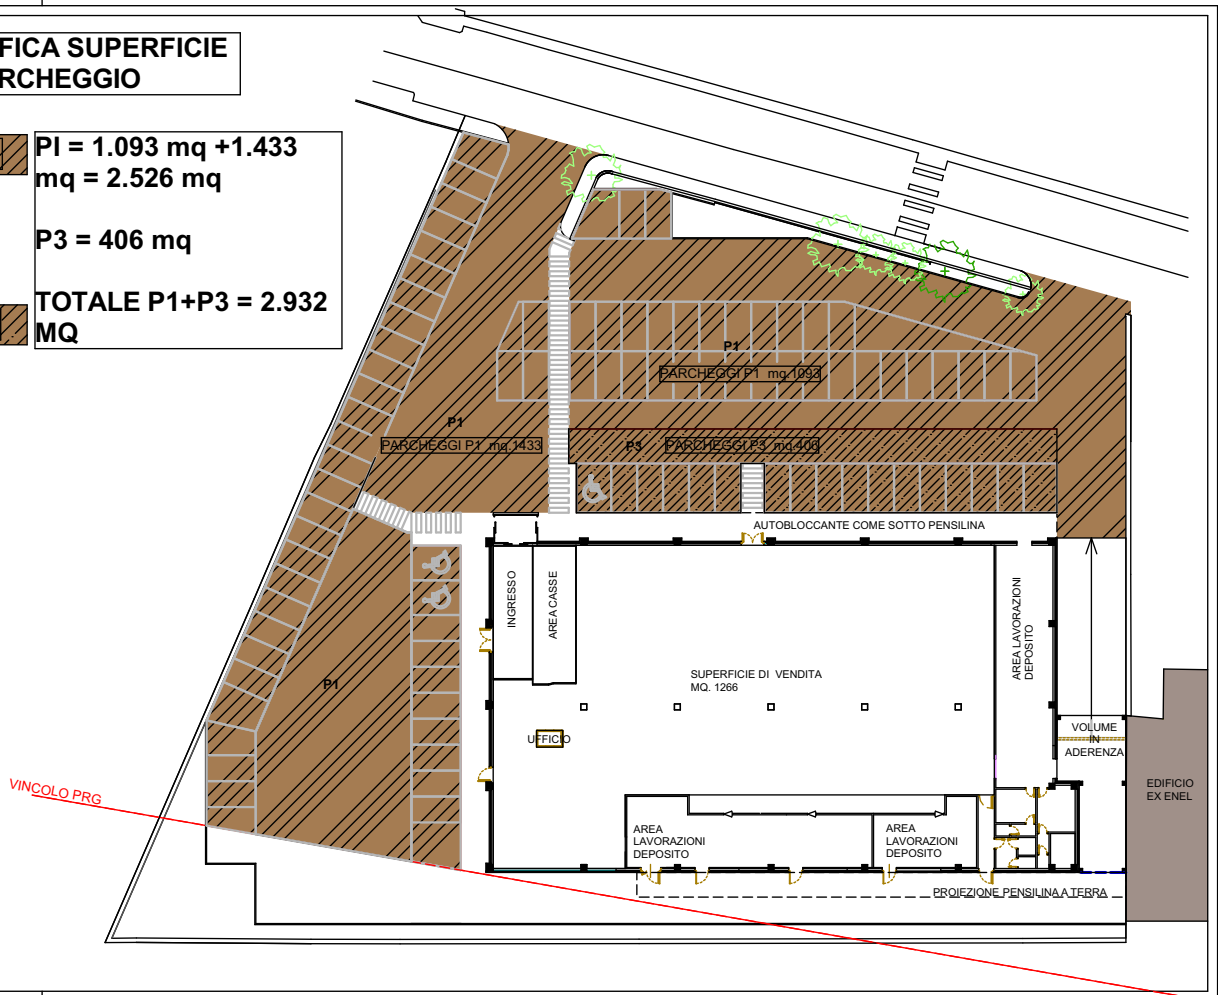 FICA SUPERFICIE
RCHEGGIO
PI = 1.093 mq +1.433
mq = 2.526 mq
P3 = 406 mq
TOTALE P1+P3 = 2.932
MQ
P1
PARCHEGGI P1 mq.1093
P1
PARCHEGGI P1 mq.1433
P3
PARCHEGGI P3 mq.406
AUTOBLOCCANTE COME SOTTO PENSILINA
INGRESSO
AREA CASSE
AREA LAVORAZIONI
DEPOSITO
SUPERFICIE DI VENDITA
MQ. 1266
P1
UFFICIO
VOLUME
IN
ADERENZA
EDIFICIO
EX ENEL
VINCOLO PRG
AREA
LAVORAZIONI
DEPOSITO
AREA
LAVORAZIONI
DEPOSITO
PROIEZIONE PENSILINA A TERRA